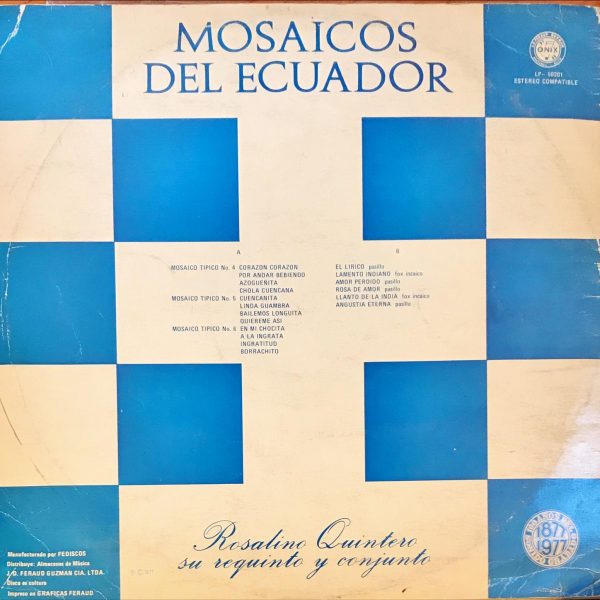 MOSAICOS
DEL ECUADOR
ONIX
LP- 50201
ESTEREO COMPATIBLE
A
MOSAICO TIPICO No. 4 CORAZON CORAZON
POR ANDAR BEBIENDO
AZOGUEÑITA
CHOLA CUENCANA
MOSAICO TIPICO No. 5 CUENCANITA
LINDA GUAMBRA
BAILEMOS LONGUITA
QUIEREME ASI
MOSAICO TIPICO No. 6 EN MI CHOCITA
A LA INGRATA
INGRATITUD
BORRACHITO
B
EL LIRICO pasillo
LAMENTO INDIANO fox incaico
AMOR PERDIDO pasillo
ROSA DE AMOR pasillo
LLANTO DE LA INDIA fox incaico
ANGUSTIA ETERNA pasillo
Rosalino Quintero
su requinto y conjunto
Manufacturado por FEDISCOS
Distribuye: Almacenes de Música
J. D. FERAUD GUZMAN CIA. LTDA.
Disco es cultura
Impreso en GRAFICAS FERAUD
1877
1977